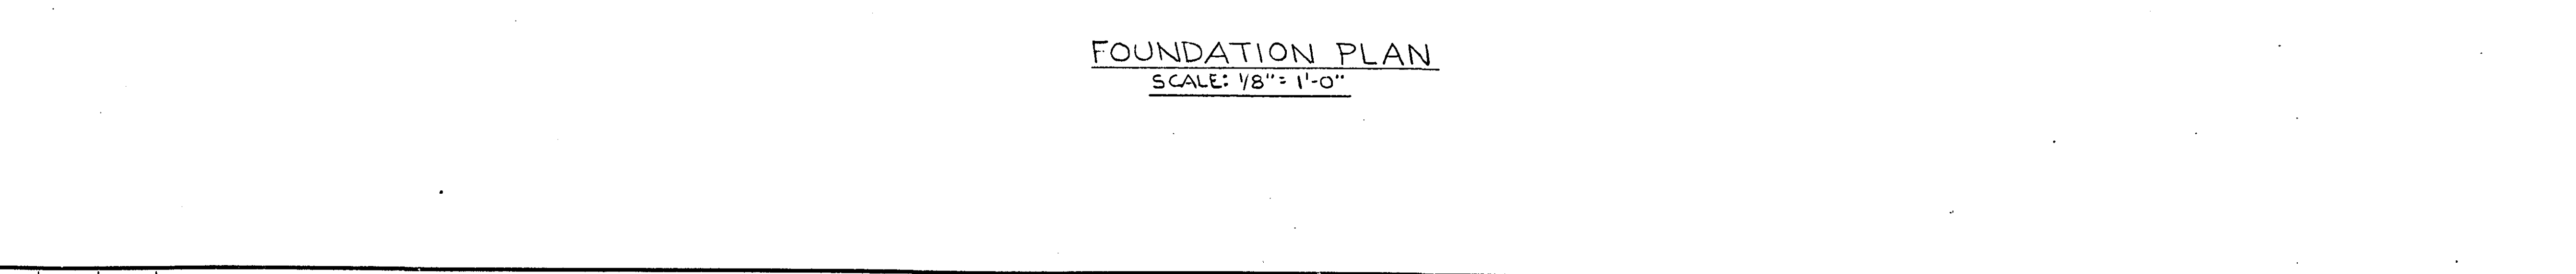 FOUNDATION PLAN
SCALE: 1/8" = 1'-0"